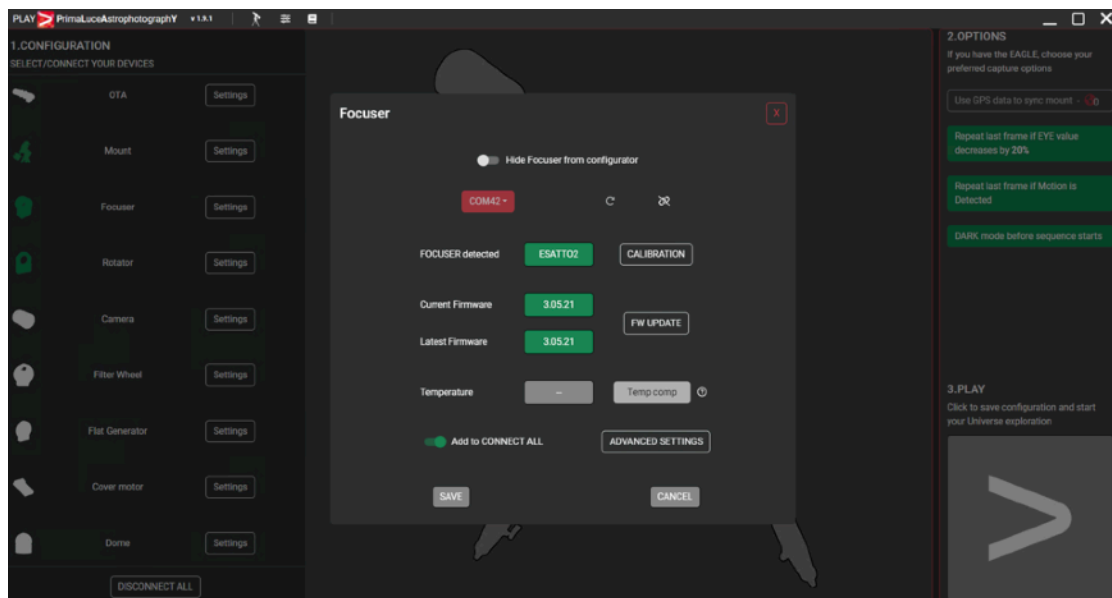 PLAY PrimaLuceAstrophotographY v 1.9.1
1.CONFIGURATION
SELECT/CONNECT YOUR DEVICES
OTA Settings
Mount Settings
Focuser Settings
Rotator Settings
Camera Settings
Filter Wheel Settings
Flat Generator Settings
Cover motor Settings
Dome Settings
DISCONNECT ALL
Focuser X
Hide Focuser from configurator
COM42
FOCUSER detected ESATTO2 CALIBRATION
Current Firmware 3.05.21
FW UPDATE
Latest Firmware 3.05.21
Temperature -- Temp comp
Add to CONNECT ALL ADVANCED SETTINGS
SAVE CANCEL
2.OPTIONS
If you have the EAGLE, choose your
preferred capture options
Use GPS data to sync mount - 0
Repeat last frame if EYE value
decreases by 20%
Repeat last frame if Motion is
Detected
DARK mode before sequence starts
3.PLAY
Click to save configuration and start
your Universe exploration